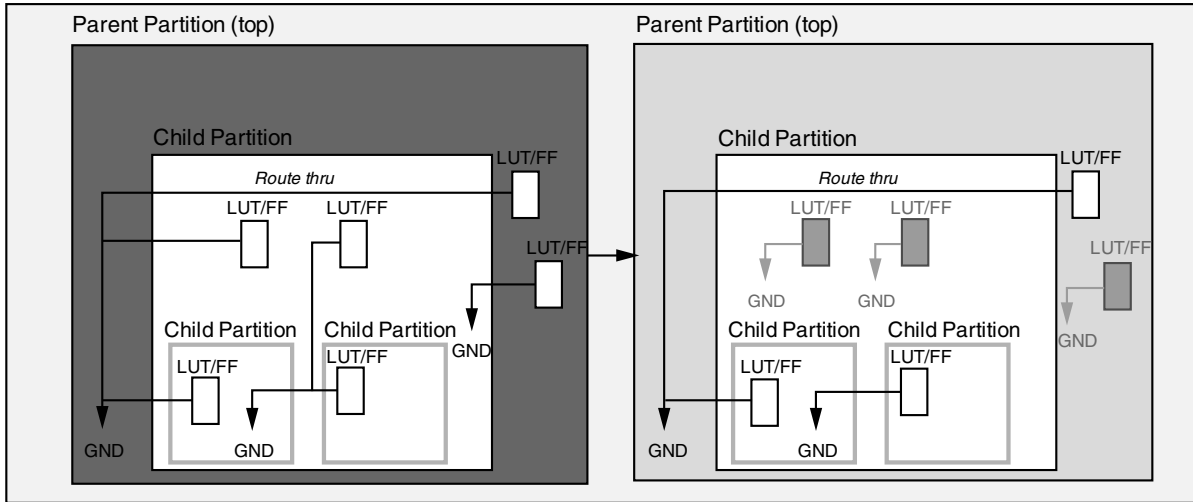 Parent Partition (top)
Child Partition
LUT/FF
Route thru
LUT/FF
LUT/FF
LUT/FF
GND
Child Partition
Child Partition
LUT/FF
LUT/FF
GND
GND
Parent Partition (top)
Child Partition
LUT/FF
Route thru
LUT/FF
LUT/FF
LUT/FF
GND
GND
GND
Child Partition
Child Partition
LUT/FF
LUT/FF
GND
GND